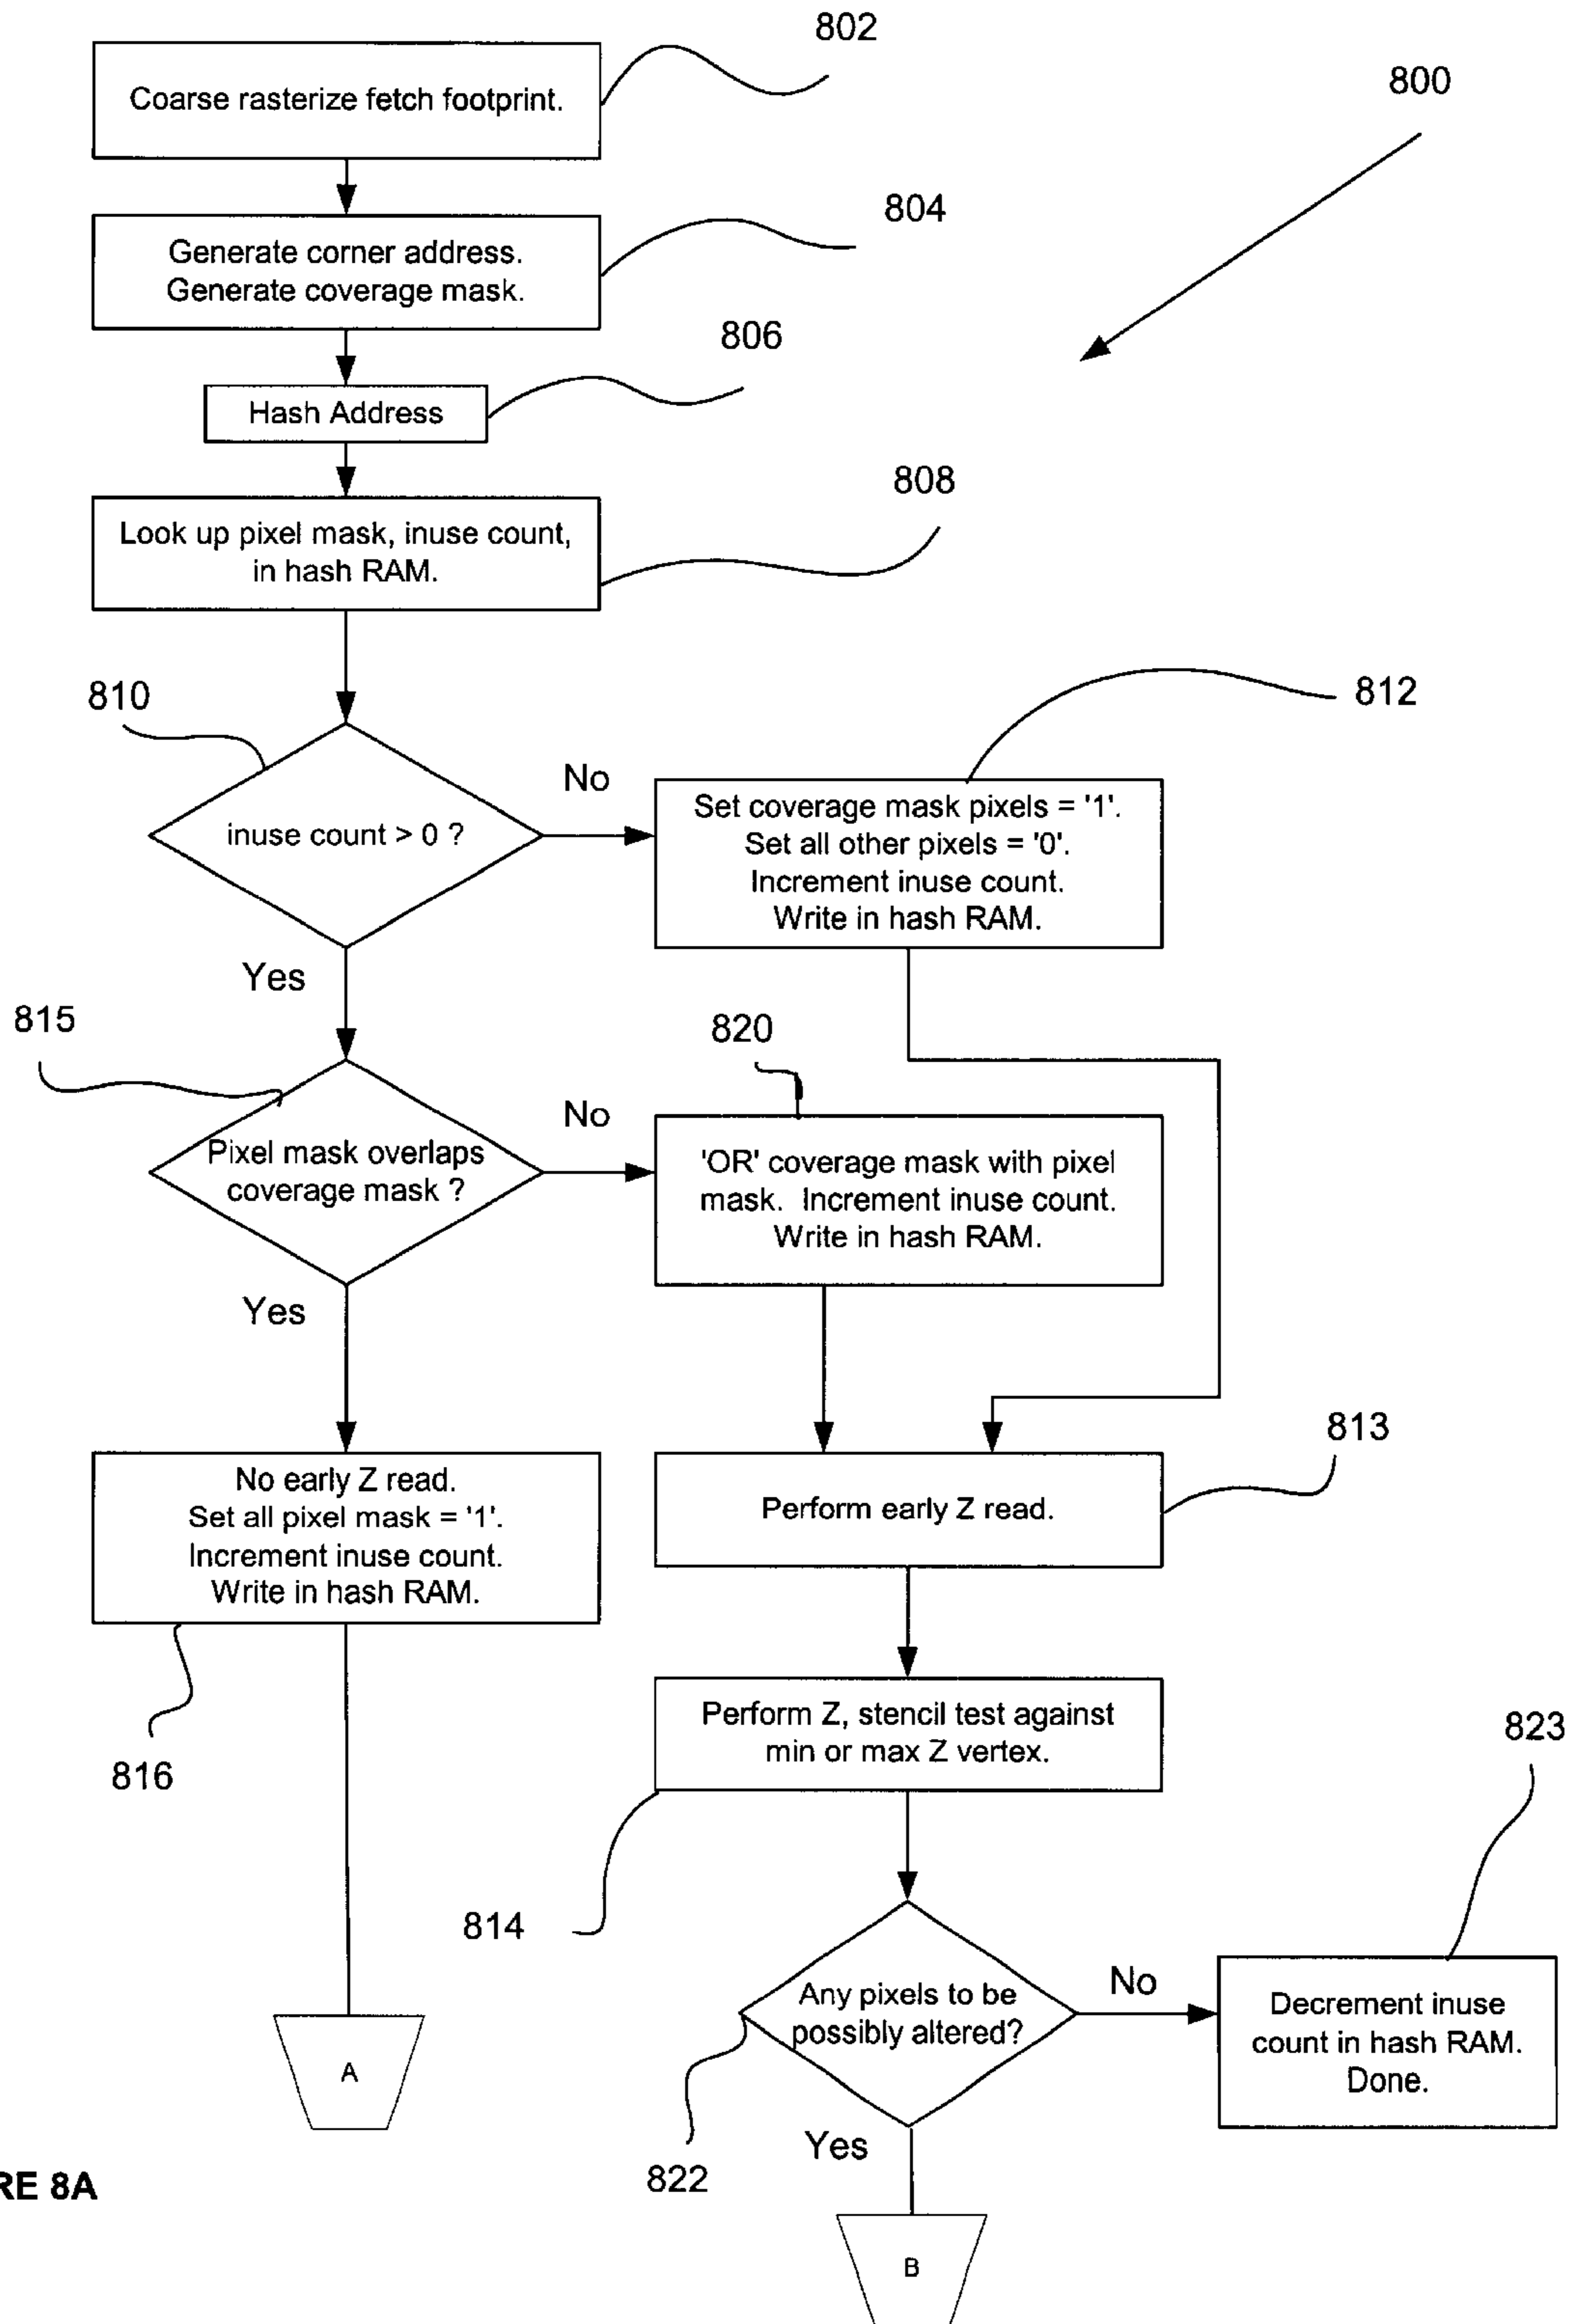 802
Coarse rasterize fetch footprint.
800
804
Generate corner address.
Generate coverage mask.
806
Hash Address
808
Look up pixel mask, inuse count,
in hash RAM.
810
812
No
inuse count > 0 ?
Set coverage mask pixels = '1'.
Set all other pixels = '0'.
Increment inuse count.
Write in hash RAM.
Yes
815
820
No
Pixel mask overlaps
coverage mask ?
'OR' coverage mask with pixel
mask.  Increment inuse count.
Write in hash RAM.
Yes
813
No early Z read.
Set all pixel mask = '1'.
Increment inuse count.
Write in hash RAM.
Perform early Z read.
816
Perform Z, stencil test against
min or max Z vertex.
823
814
Any pixels to be
possibly altered?
No
Decrement inuse
count in hash RAM.
Done.
A
Yes
822
RE 8A
B